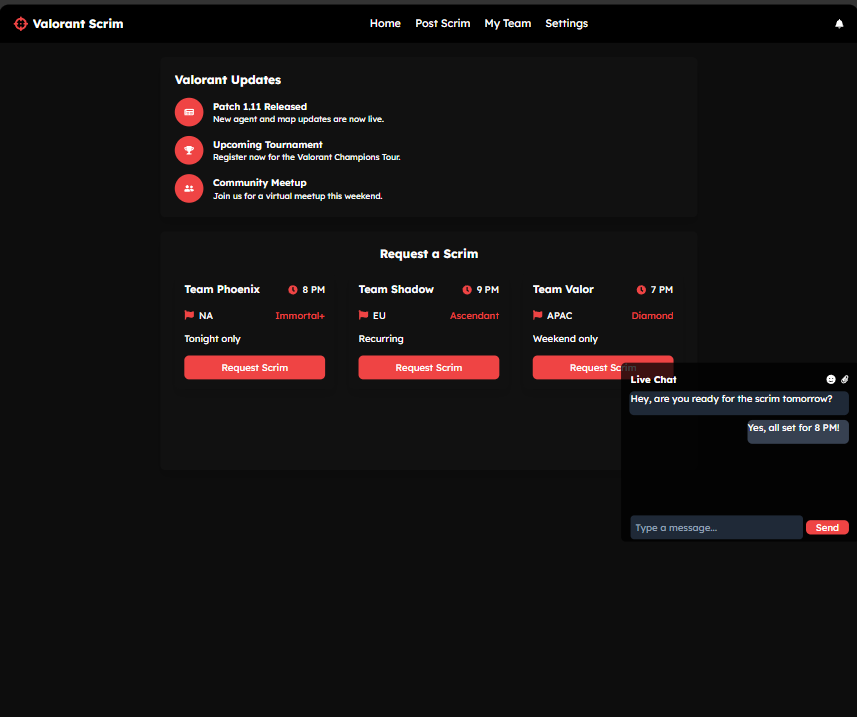 Valorant Scrim
Home Post Scrim My Team Settings
Valorant Updates
Patch 1.11 Released
New agent and map updates are now live.
Upcoming Tournament
Register now for the Valorant Champions Tour.
Community Meetup
Join us for a virtual meetup this weekend.
Request a Scrim
Team Phoenix 8 PM
NA Immortal+
Tonight only
Request Scrim
Team Shadow 9 PM
EU Ascendant
Recurring
Request Scrim
Team Valor 7 PM
APAC Diamond
Weekend only
Request Scrim
Live Chat
Hey, are you ready for the scrim tomorrow?
Yes, all set for 8 PM!
Type a message...
Send